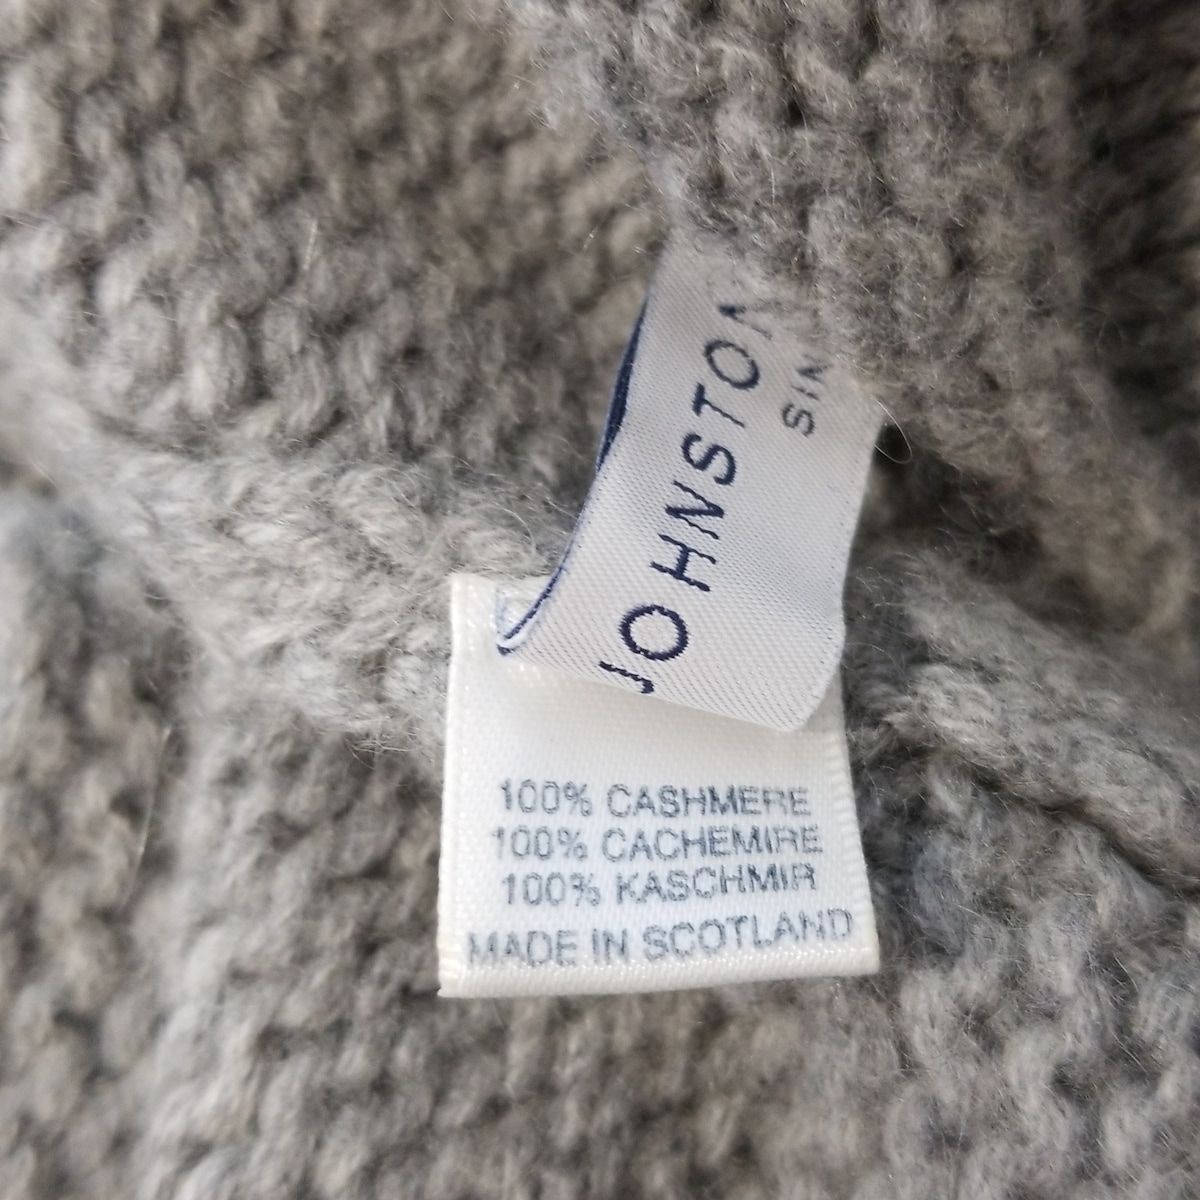 JOHNSTON
SIN
100% CASHMERE
100% CACHEMIRE
100% KASCHMIR
MADE IN SCOTLAND